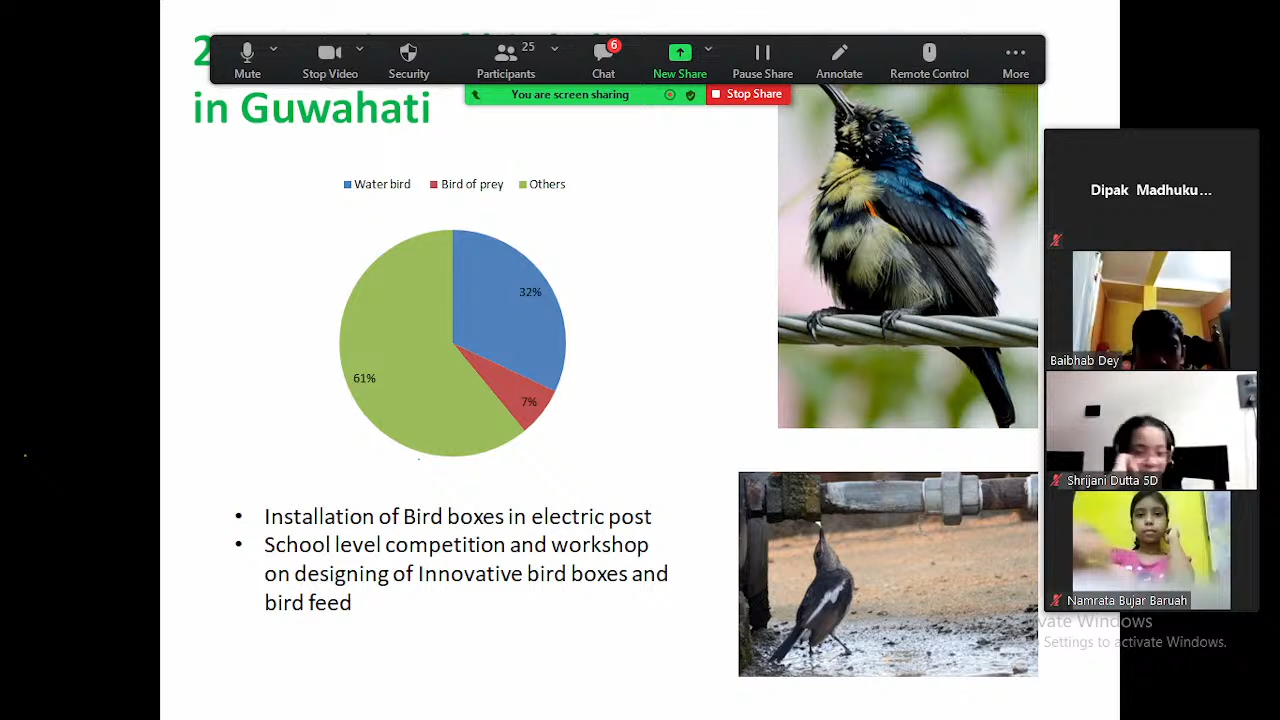 2
in Guwahati
25
6
Mute
Stop Video
Security
Participants
Chat
New Share
Pause Share
Annotate
Remote Control
More
You are screen sharing
Stop Share
Water bird
Bird of prey
Others
32%
7%
61%
• Installation of Bird boxes in electric post
• School level competition and workshop
on designing of Innovative bird boxes and
bird feed
Dipak Madhuku...
Baibhab Dey
Shrijani Dutta 5D
Namrata Bujar Baruah
vate Windows
Settings to activate Windows.